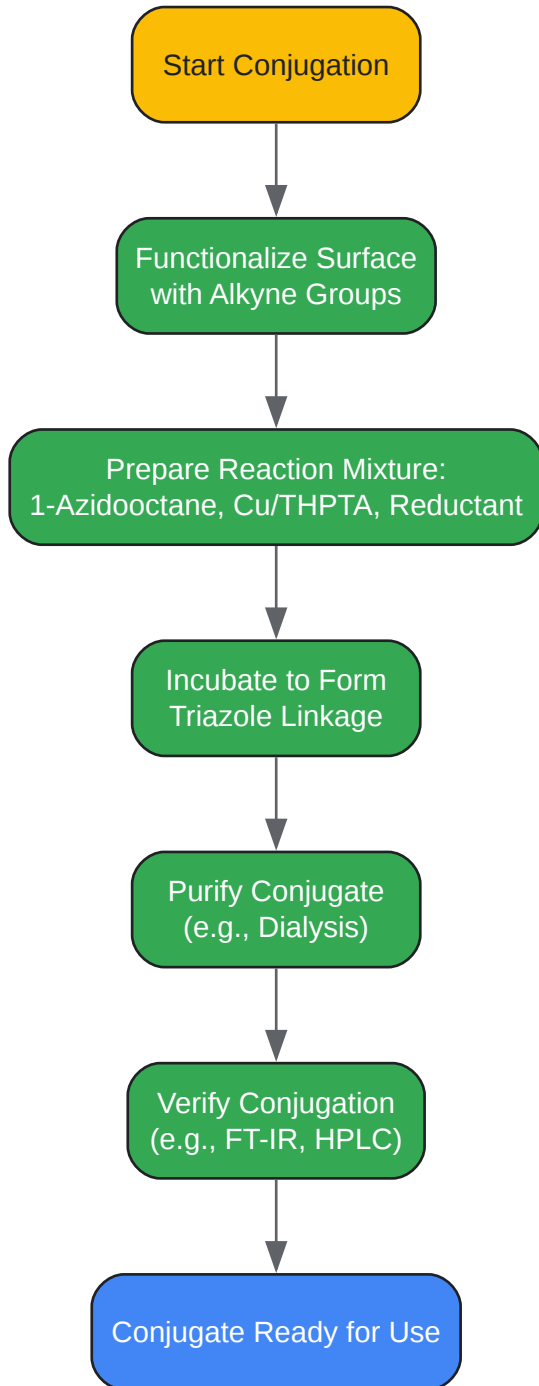 Start Conjugation
Functionalize Surface
with Alkyne Groups
Prepare Reaction Mixture:
1-Azidooctane, Cu/THPTA, Reductant
Incubate to Form
Triazole Linkage
Purify Conjugate
(e.g., Dialysis)
Verify Conjugation
(e.g., FT-IR, HPLC)
Conjugate Ready for Use